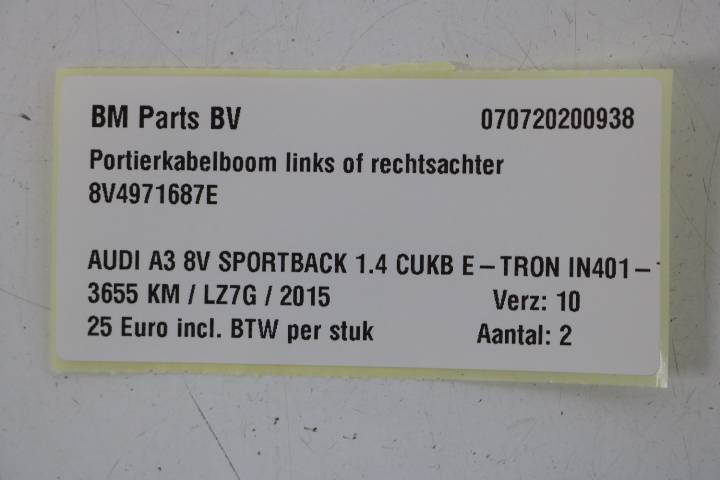 BM Parts BV 070720200938
Portierkabelboom links of rechtsachter
8V4971687E
AUDI A3 8V SPORTBACK 1.4 CUKB E-TRON IN401-
3655 KM / LZ7G / 2015 Verz: 10
25 Euro incl. BTW per stuk Aantal: 2